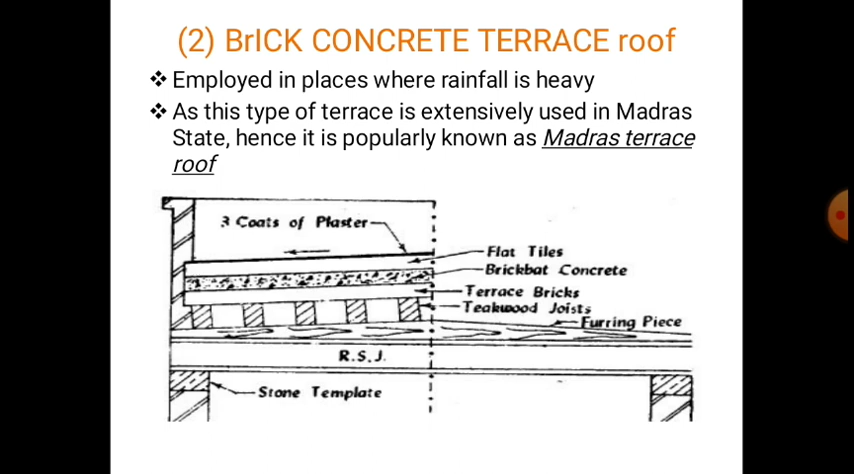 (2) BrICK CONCRETE TERRACE roof
❖ Employed in places where rainfall is heavy
❖ As this type of terrace is extensively used in Madras
State, hence it is popularly known as Madras terrace
roof
3 Coats of Plaster
Flat Tiles
Brickbat Concrete
Terrace Bricks
Teakwood Joists
Furring Piece
R.S.J.
Stone Template